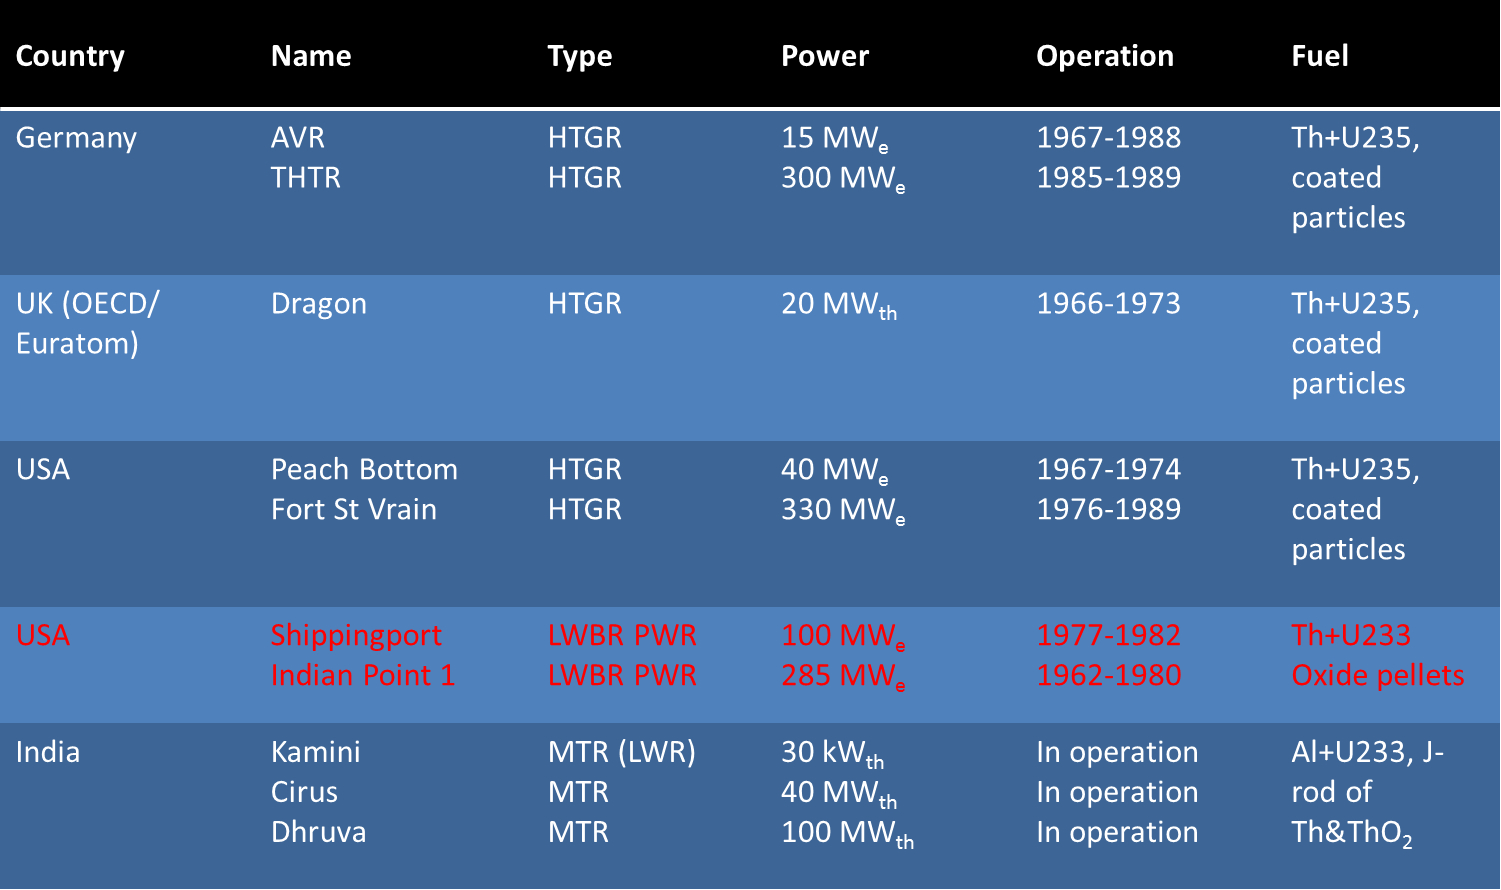 Country Name Type Power Operation Fuel
Germany AVR HTGR 15 MWe 1967-1988 Th+U235,
THTR HTGR 300 MWe 1985-1989 coated
particles
UK (OECD/ Dragon HTGR 20 MWth 1966-1973 Th+U235,
Euratom) coated
particles
USA Peach Bottom HTGR 40 MWe 1967-1974 Th+U235,
Fort St Vrain HTGR 330 MWe 1976-1989 coated
particles
USA Shippingport LWBR PWR 100 MWe 1977-1982 Th+U233
Indian Point 1 LWBR PWR 285 MWe 1962-1980 Oxide pellets
India Kamini MTR (LWR) 30 kWth In operation Al+U233, J-
Cirus MTR 40 MWth In operation rod of
Dhruva MTR 100 MWth In operation Th&ThO2